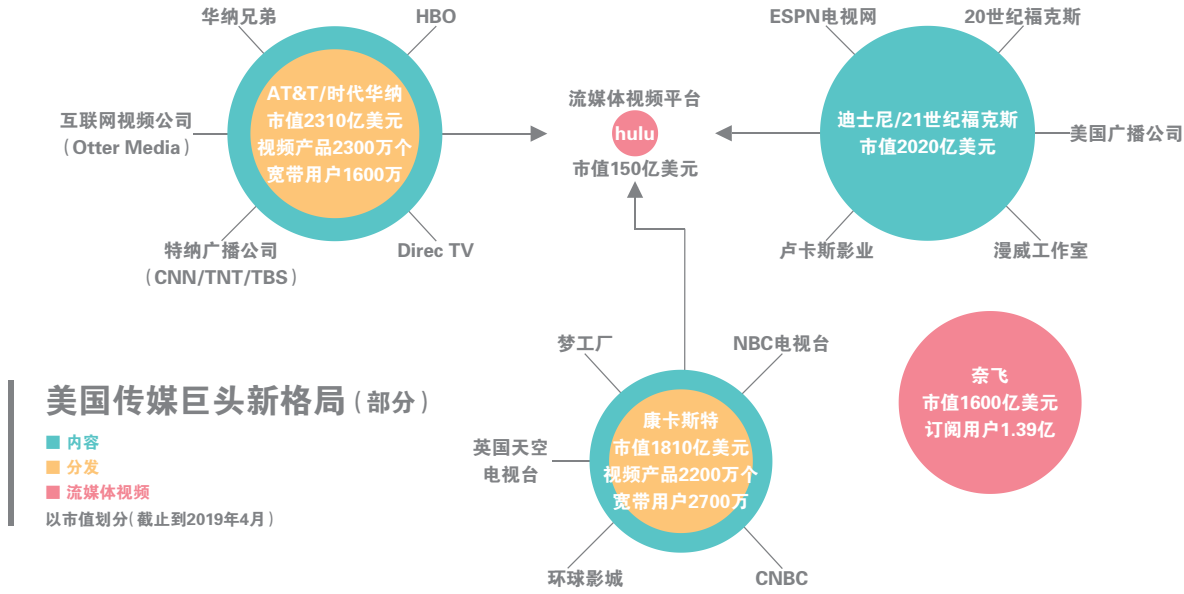 华纳兄弟
HBO
AT&T/时代华纳
市值2310亿美元
视频产品2300万个
宽带用户1600万
互联网视频公司
（Otter Media）
特纳广播公司
（CNN/TNT/TBS）
Direc TV
流媒体视频平台
hulu
市值150亿美元
ESPN电视网
20世纪福克斯
迪士尼/21世纪福克斯
市值2020亿美元
美国广播公司
卢卡斯影业
漫威工作室
梦工厂
NBC电视台
康卡斯特
市值1810亿美元
视频产品2200万个
宽带用户2700万
英国天空
电视台
环球影城
CNBC
奈飞
市值1600亿美元
订阅用户1.39亿
美国传媒巨头新格局（部分）
内容
分发
流媒体视频
以市值划分（截止到2019年4月）